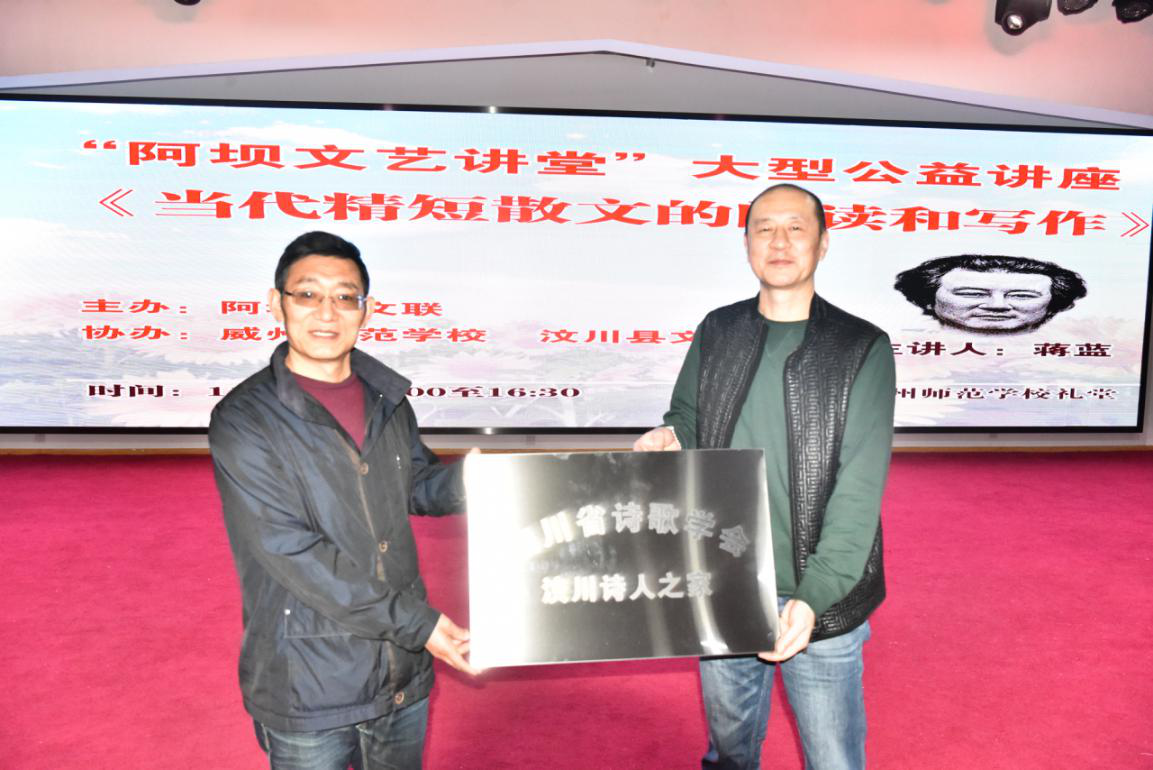 “阿坝文艺讲堂”大型公益讲座
《当代精短散文的 读和写作》
主办：阿 文联
协办：威州 范学校 汶川县文
主讲人：蒋蓝
时间：1 00至16:30
州师范学校礼堂
川省诗歌学会
汶川诗人之家